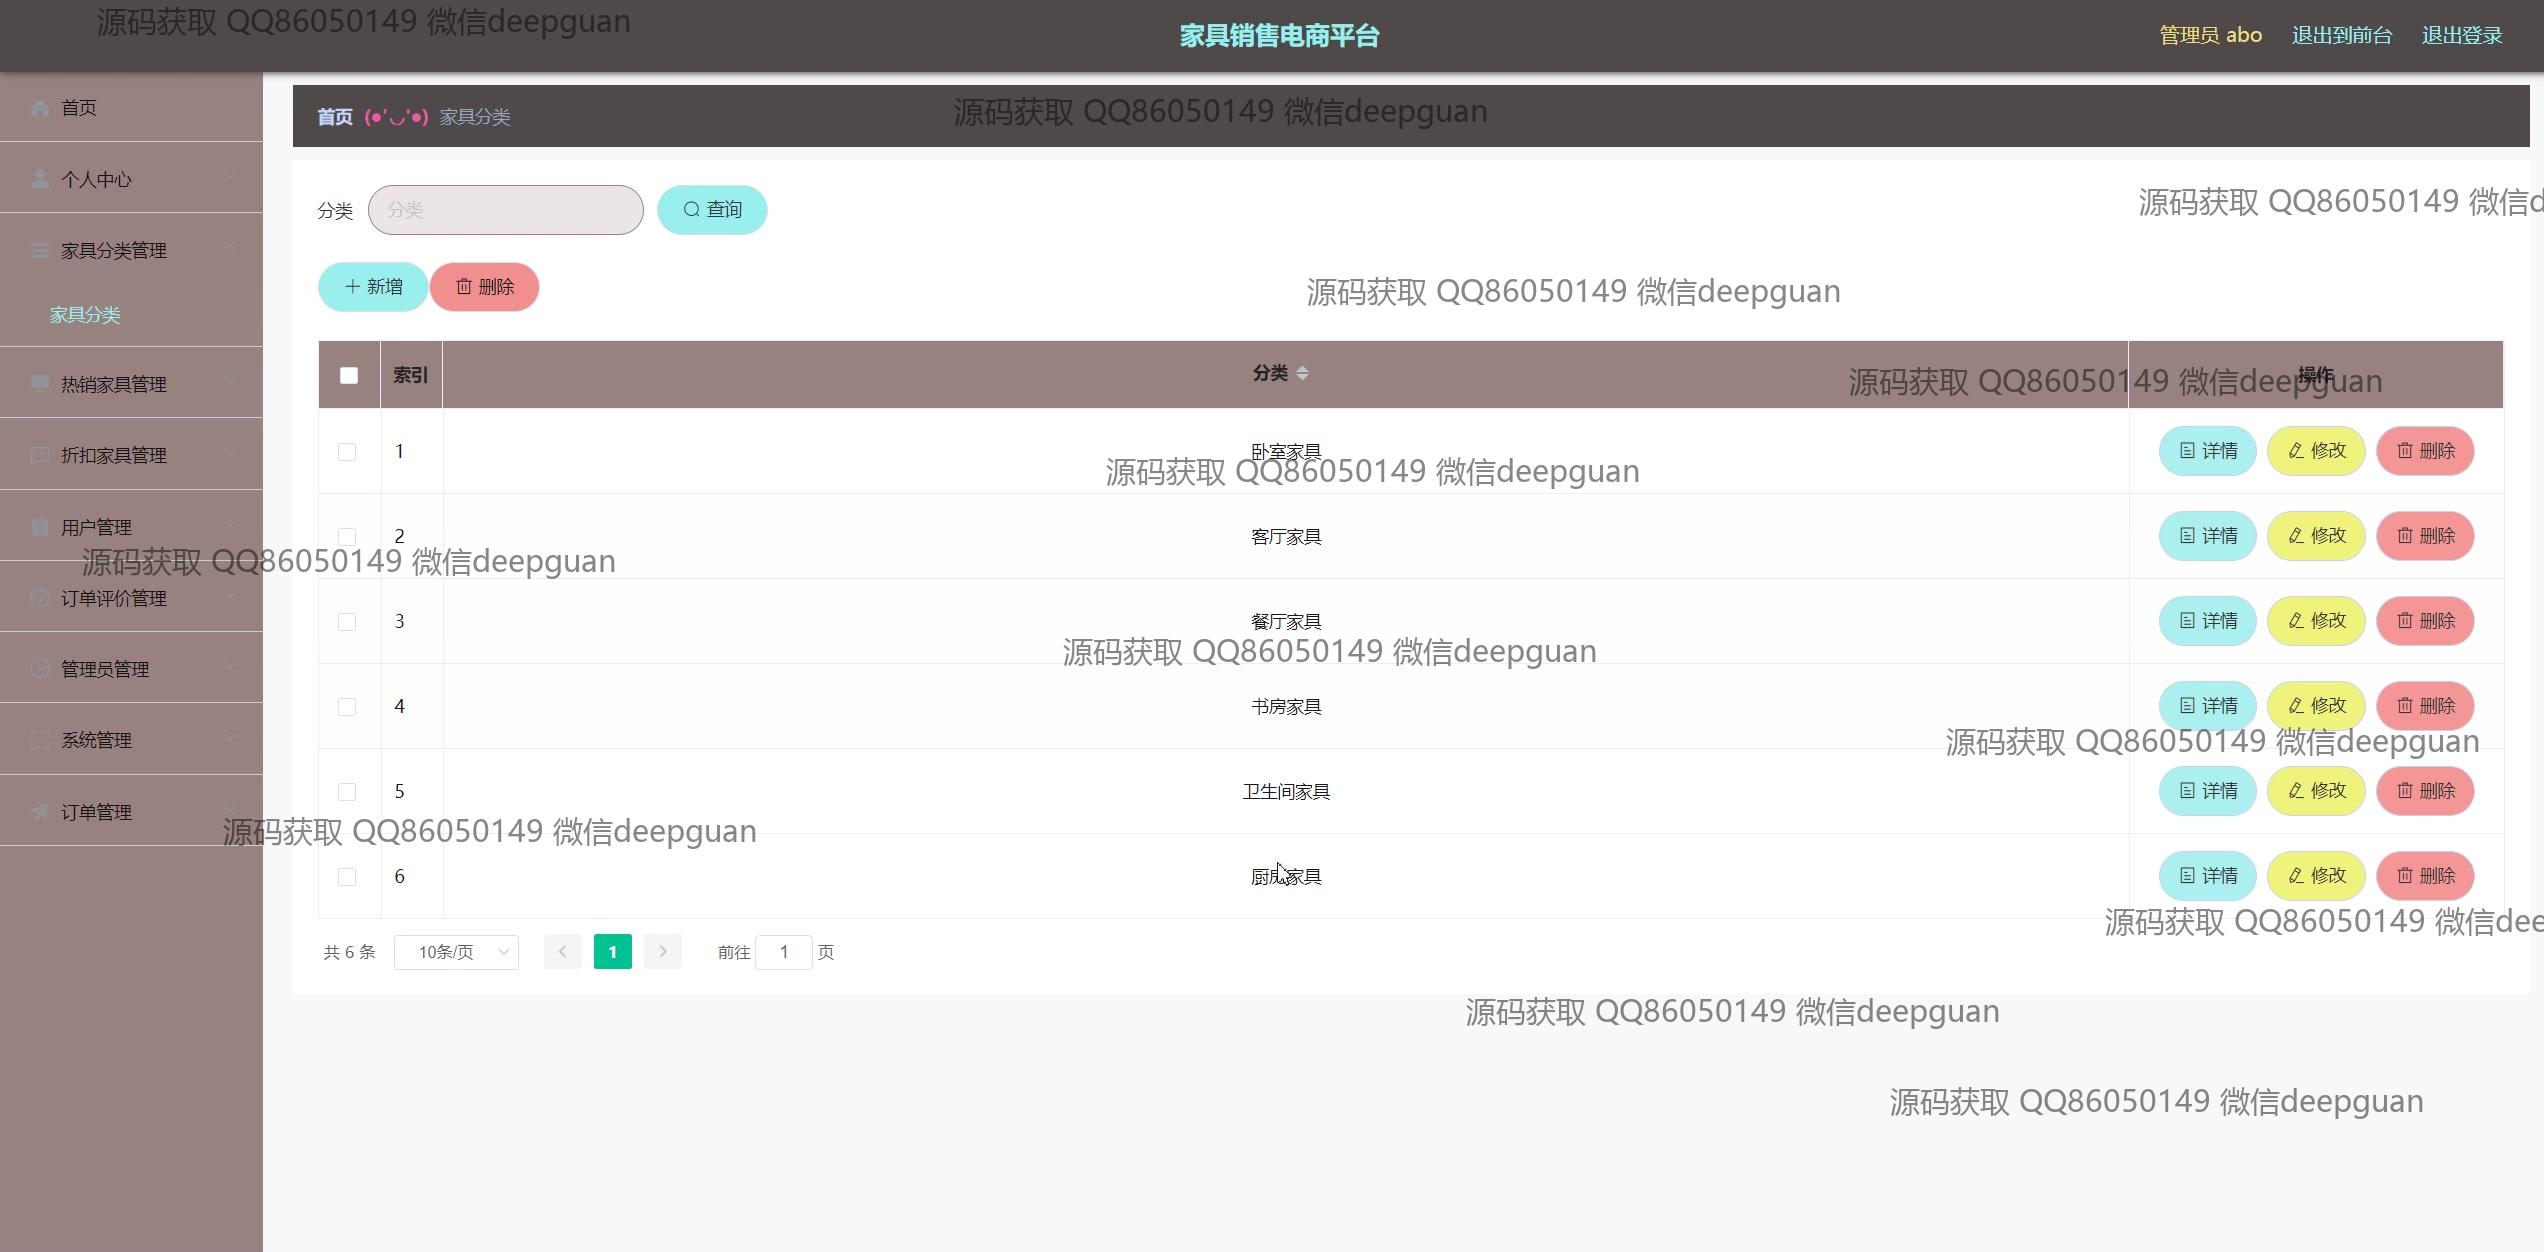 源码获取 QQ86050149 微信deepguan
家具销售电商平台
管理员 abo 退出到前台 退出登录
首页
个人中心
家具分类管理
家具分类
热销家具管理
折扣家具管理
用户管理
订单评价管理
管理员管理
系统管理
订单管理
首页 (●'◡'●) 家具分类
源码获取 QQ86050149 微信deepguan
分类 分类 查询
源码获取 QQ86050149 微信d
新增 删除
源码获取 QQ86050149 微信deepguan
索引 分类 操作
源码获取 QQ86050149 微信deepguan
1 卧室家具 详情 修改 删除
源码获取 QQ86050149 微信deepguan
2 客厅家具 详情 修改 删除
源码获取 QQ86050149 微信deepguan
3 餐厅家具 详情 修改 删除
源码获取 QQ86050149 微信deepguan
4 书房家具 详情 修改 删除
源码获取 QQ86050149 微信deepguan
5 卫生间家具 详情 修改 删除
源码获取 QQ86050149 微信deepguan
6 厨房家具 详情 修改 删除
源码获取 QQ86050149 微信dee
共 6 条 10条/页 1 前往 1 页
源码获取 QQ86050149 微信deepguan
源码获取 QQ86050149 微信deepguan